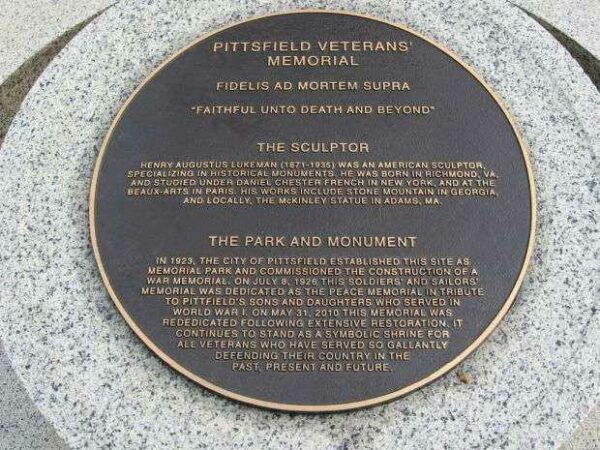 PITTSFIELD VETERANS'
MEMORIAL
FIDELIS AD MORTEM SUPRA
"FAITHFUL UNTO DEATH AND BEYOND"
THE SCULPTOR
HENRY AUGUSTUS LUKEMAN (1871-1935) WAS AN AMERICAN SCULPTOR,
SPECIALIZING IN HISTORICAL MONUMENTS. HE WAS BORN IN RICHMOND, VA.
AND STUDIED UNDER DANIEL CHESTER FRENCH IN NEW YORK, AND AT THE
BEAUX-ARTS IN PARIS. HIS WORKS INCLUDE STONE MOUNTAIN IN GEORGIA,
AND LOCALLY, THE McKINLEY STATUE IN ADAMS, MA.
THE PARK AND MONUMENT
IN 1923, THE CITY OF PITTSFIELD ESTABLISHED THIS SITE AS
MEMORIAL PARK AND COMMISSIONED THE CONSTRUCTION OF A
WAR MEMORIAL. ON JULY 8, 1926 THIS SOLDIERS' AND SAILORS'
MEMORIAL WAS DEDICATED AS THE PEACE MEMORIAL IN TRIBUTE
TO PITTFIELD'S SONS AND DAUGHTERS WHO SERVED IN
WORLD WAR I. ON MAY 31, 2010 THIS MEMORIAL WAS
REDEDICATED FOLLOWING EXTENSIVE RESTORATION. IT
CONTINUES TO STAND AS A SYMBOLIC SHRINE FOR
ALL VETERANS WHO HAVE SERVED SO GALLANTLY
DEFENDING THEIR COUNTRY IN THE
PAST, PRESENT AND FUTURE.